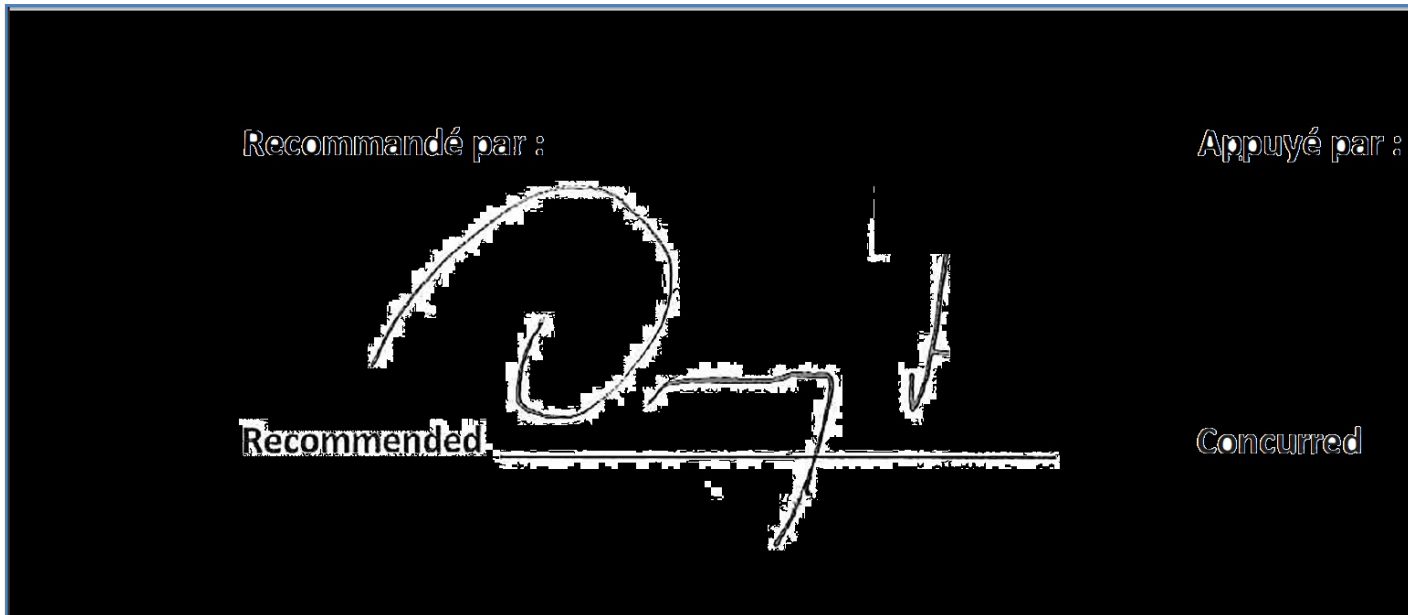 Recommandé par :
Appuyé par :
Recommended
Concurred